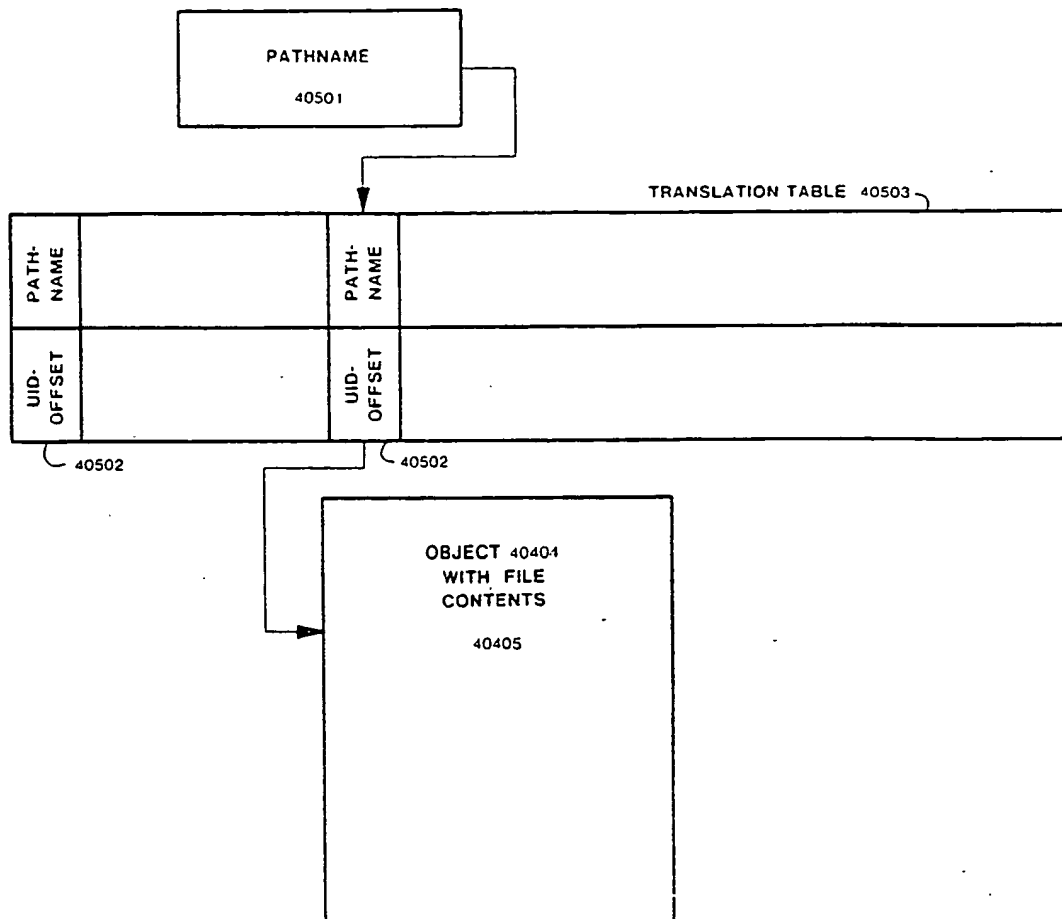 PATHNAME
40501
TRANSLATION TABLE 40503
PATH-
NAME
PATH-
NAME
UID-
OFFSET
UID-
OFFSET
40502
40502
OBJECT 40404
WITH FILE
CONTENTS
40405